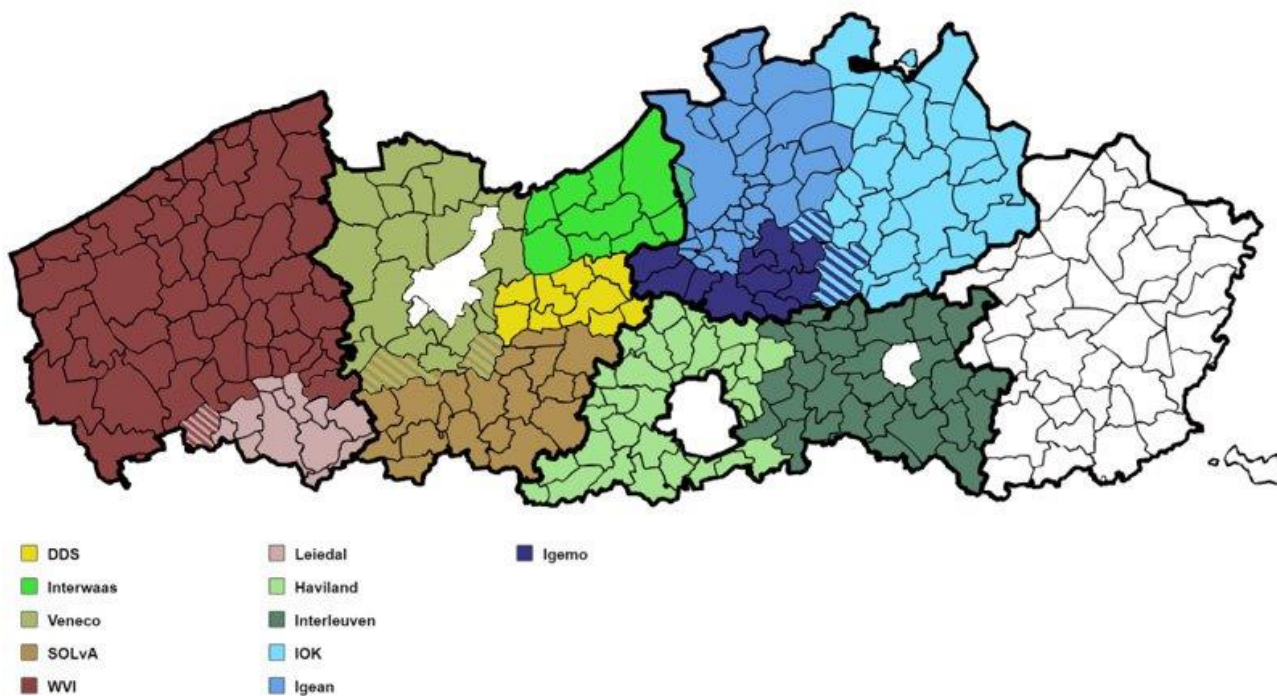 DDS
Interwaas
Veneco
SOLvA
WVI
Leiedal
Haviland
Interleuven
IOK
Igean
Igemo